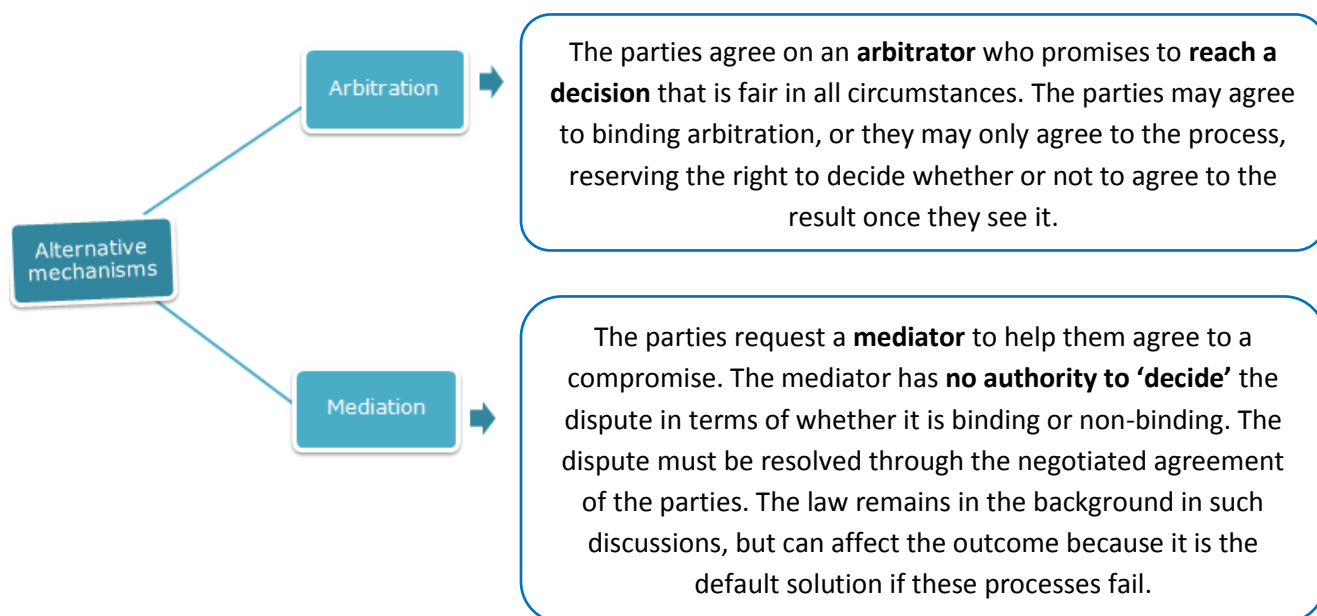 Arbitration
The parties agree on an arbitrator who promises to reach a
decision that is fair in all circumstances. The parties may agree
to binding arbitration, or they may only agree to the process,
reserving the right to decide whether or not to agree to the
result once they see it.
Alternative
mechanisms
Mediation
The parties request a mediator to help them agree to a
compromise. The mediator has no authority to ‘decide’ the
dispute in terms of whether it is binding or non-binding. The
dispute must be resolved through the negotiated agreement
of the parties. The law remains in the background in such
discussions, but can affect the outcome because it is the
default solution if these processes fail.